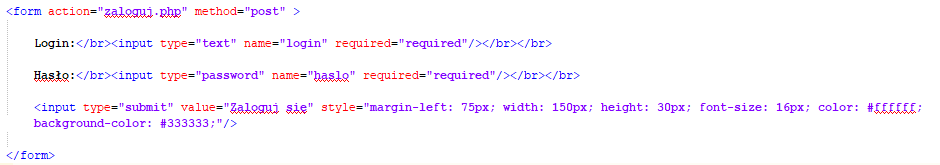 <form action="zaloguj.php" method="post" >
Login:</br><input type="text" name="login" required="required"/></br></br>
Hasło:</br><input type="password" name="haslo" required="required"/></br></br>
<input type="submit" value="Zaloguj się" style="margin-left: 75px; width: 150px; height: 30px; font-size: 16px; color: #ffffff;
background-color: #333333;"/>
</form>